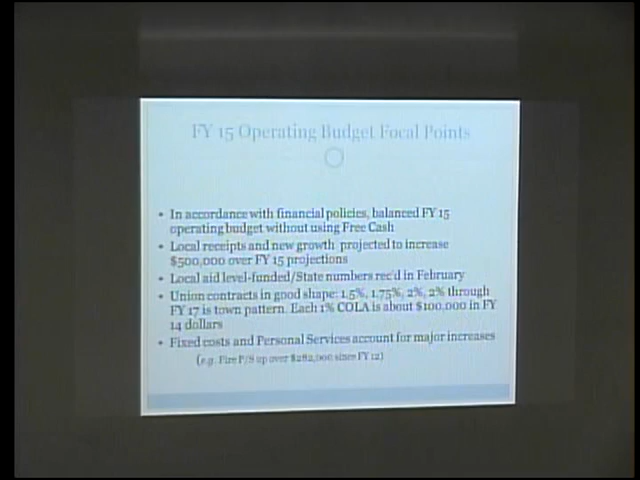 FY 15 Operating Budget Focal Points
• In accordance with financial policies, balanced FY 15
operating budget without using Free Cash
• Local receipts and new growth projected to increase
$500,000 over FY 15 projections
• Local aid level-funded/State numbers rec'd in February
• Union contracts in good shape: 1.5%, 1.75%, 2%, 2% through
FY 17 is town pattern. Each 1% COLA is about $100,000 in FY
14 dollars
• Fixed costs and Personal Services account for major increases
(e.g. Fire P/S up over $282,000 since FY 12)